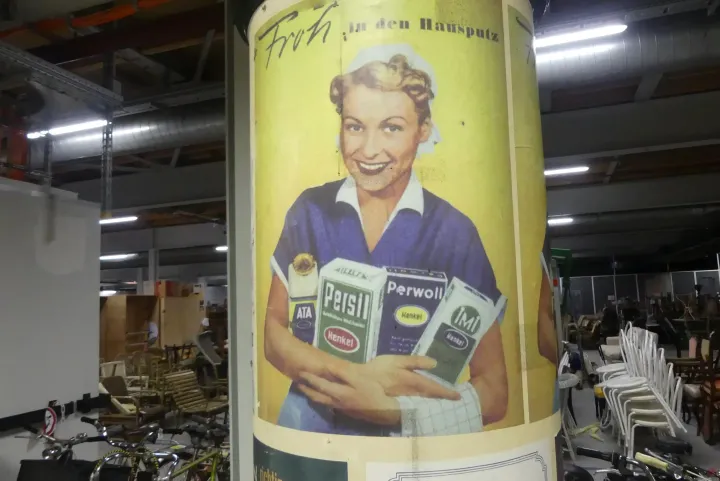 Froh in den Hausputz
ATA
Persil
Henkel
Perwoll
Henkel
IMI
Henkel